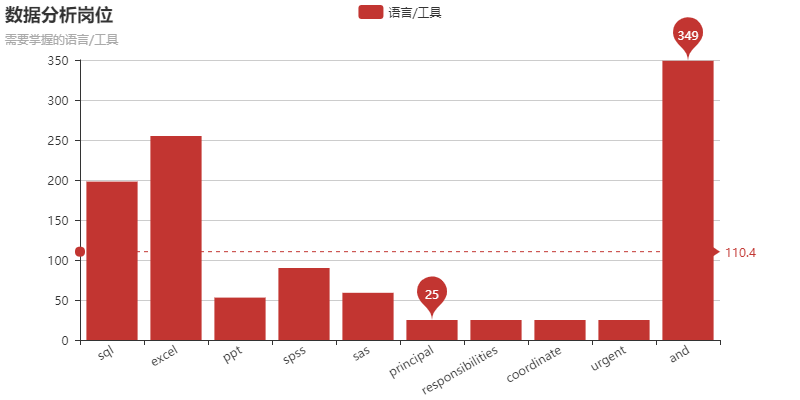 数据分析岗位
需要掌握的语言/工具
语言/工具
350
300
250
200
150
100
50
0
349
25
110.4
sql
excel
ppt
spss
sas
principal
responsibilities
coordinate
urgent
and